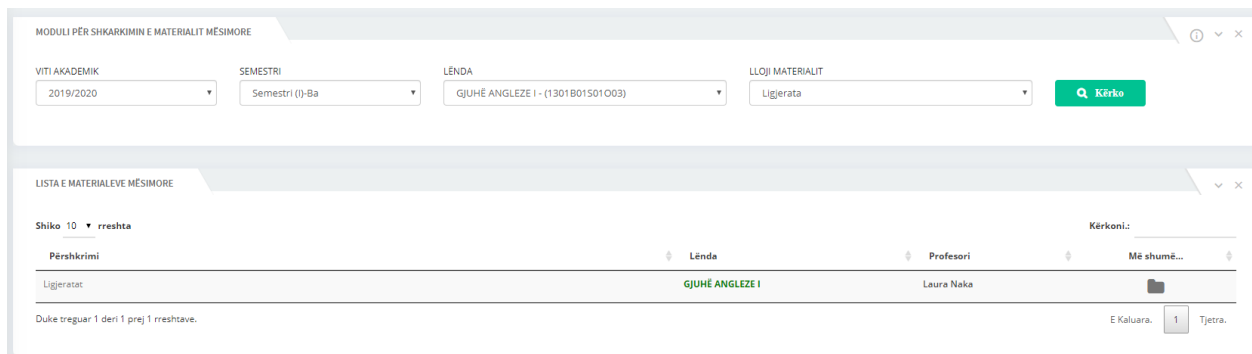 MODULI PËR SHKARKIMIN E MATERIALIT MËSIMORE
VITI AKADEMIK SEMESTRI LËNDA LLOJI MATERIALIT
2019/2020 Semestri (I)-Ba GJUHË ANGLEZE I - (1301B01S01O03) Ligjerata Kërko
LISTA E MATERIALEVE MËSIMORE
Shiko 10 rreshta Kërkoni.:
Përshkrimi Lënda Profesori Më shumë...
Ligjeratat GJUHË ANGLEZE I Laura Naka
Duke treguar 1 deri 1 prej 1 rreshtave. E Kaluara. 1 Tjetra.